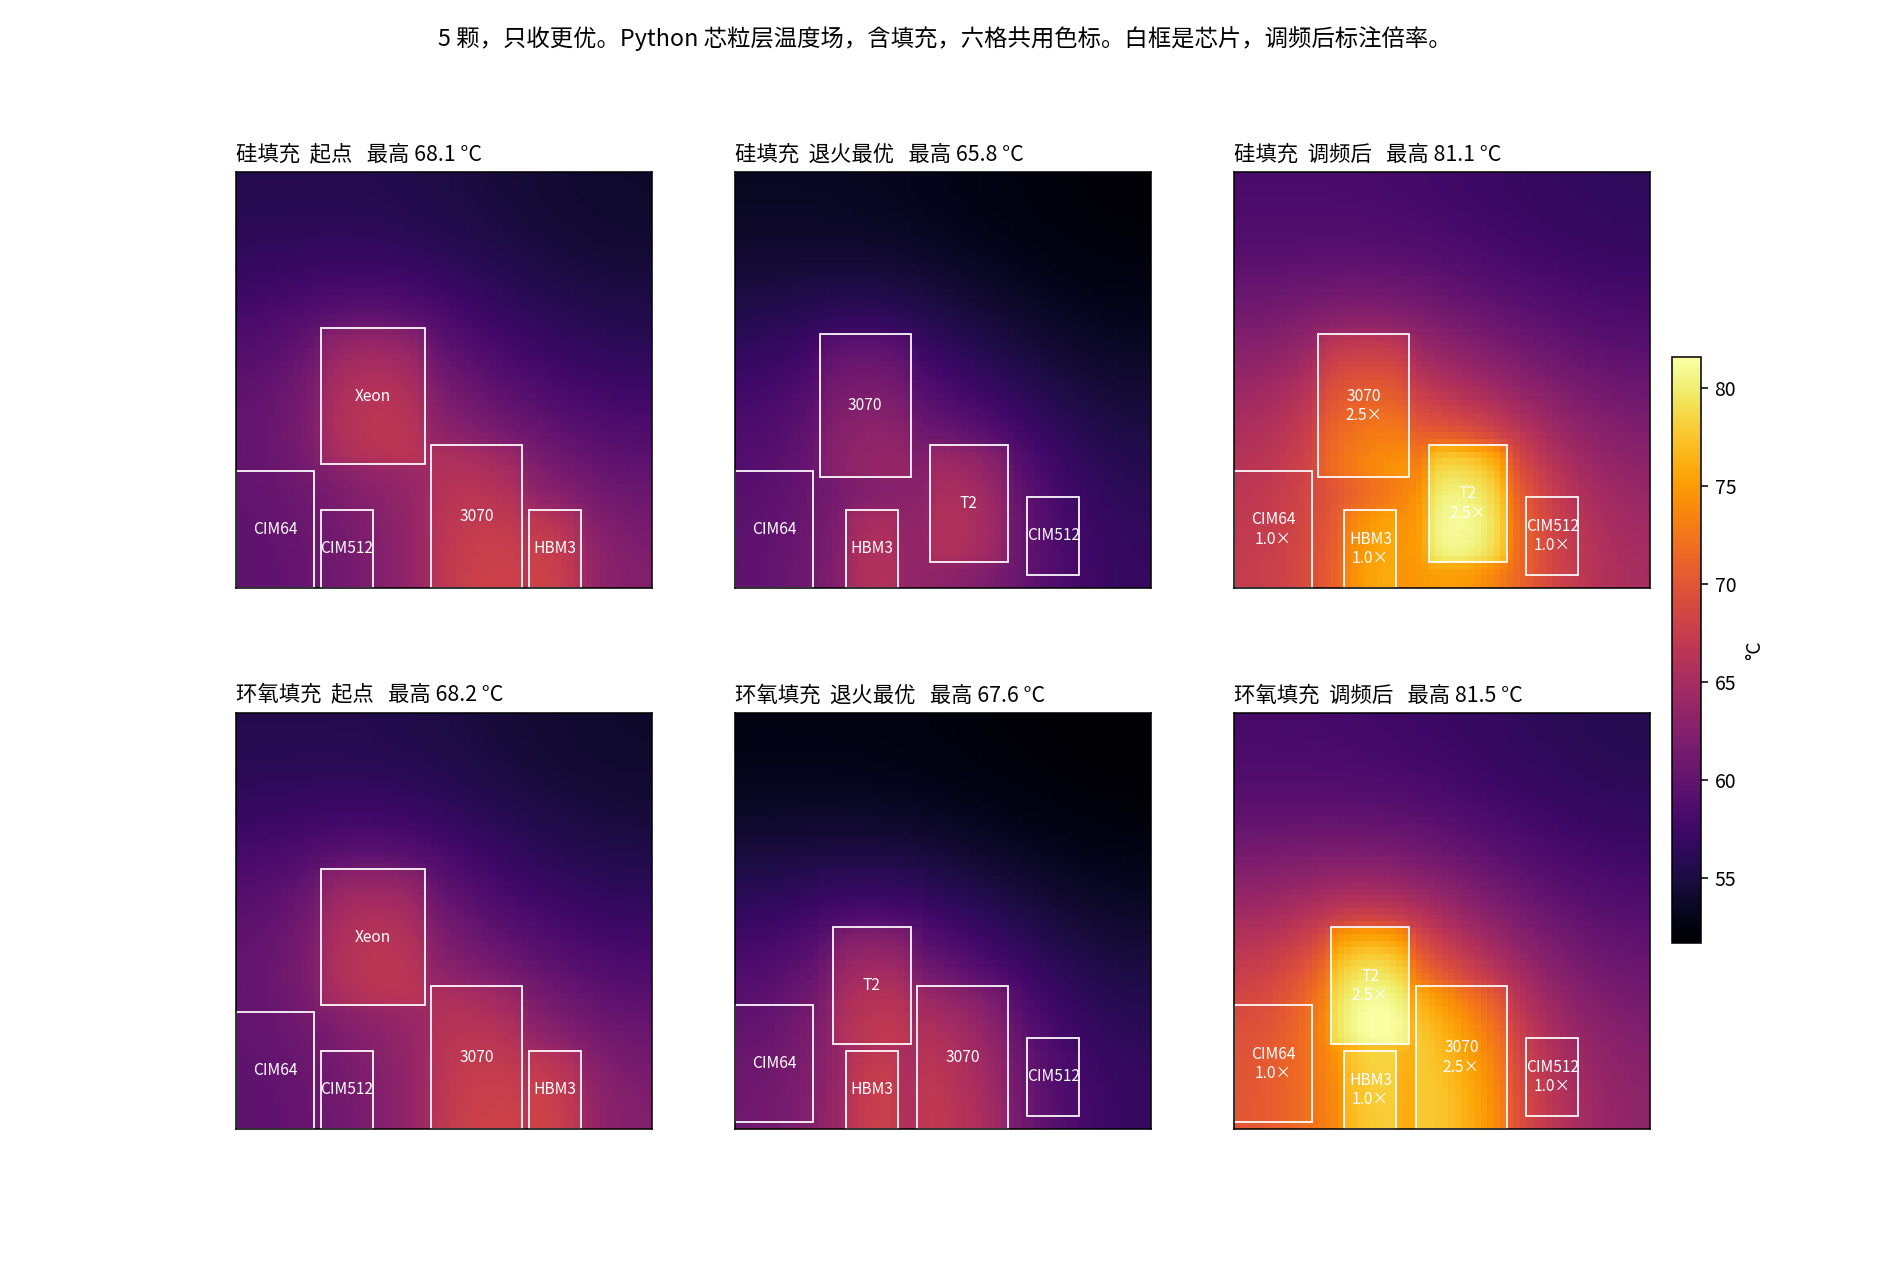 5 颗，只收更优。Python 芯粒层温度场，含填充，六格共用色标。白框是芯片，调频后标注倍率。
硅填充 起点 最高 68.1 °C
Xeon
CIM64
CIM512
3070
HBM3
硅填充 退火最优 最高 65.8 °C
3070
CIM64
HBM3
T2
CIM512
硅填充 调频后 最高 81.1 °C
3070
2.5×
CIM64
1.0×
HBM3
1.0×
T2
2.5×
CIM512
1.0×
环氧填充 起点 最高 68.2 °C
Xeon
CIM64
CIM512
3070
HBM3
环氧填充 退火最优 最高 67.6 °C
T2
CIM64
HBM3
3070
CIM512
环氧填充 调频后 最高 81.5 °C
T2
2.5×
CIM64
1.0×
HBM3
1.0×
3070
2.5×
CIM512
1.0×
80
75
70
65
60
55
°C